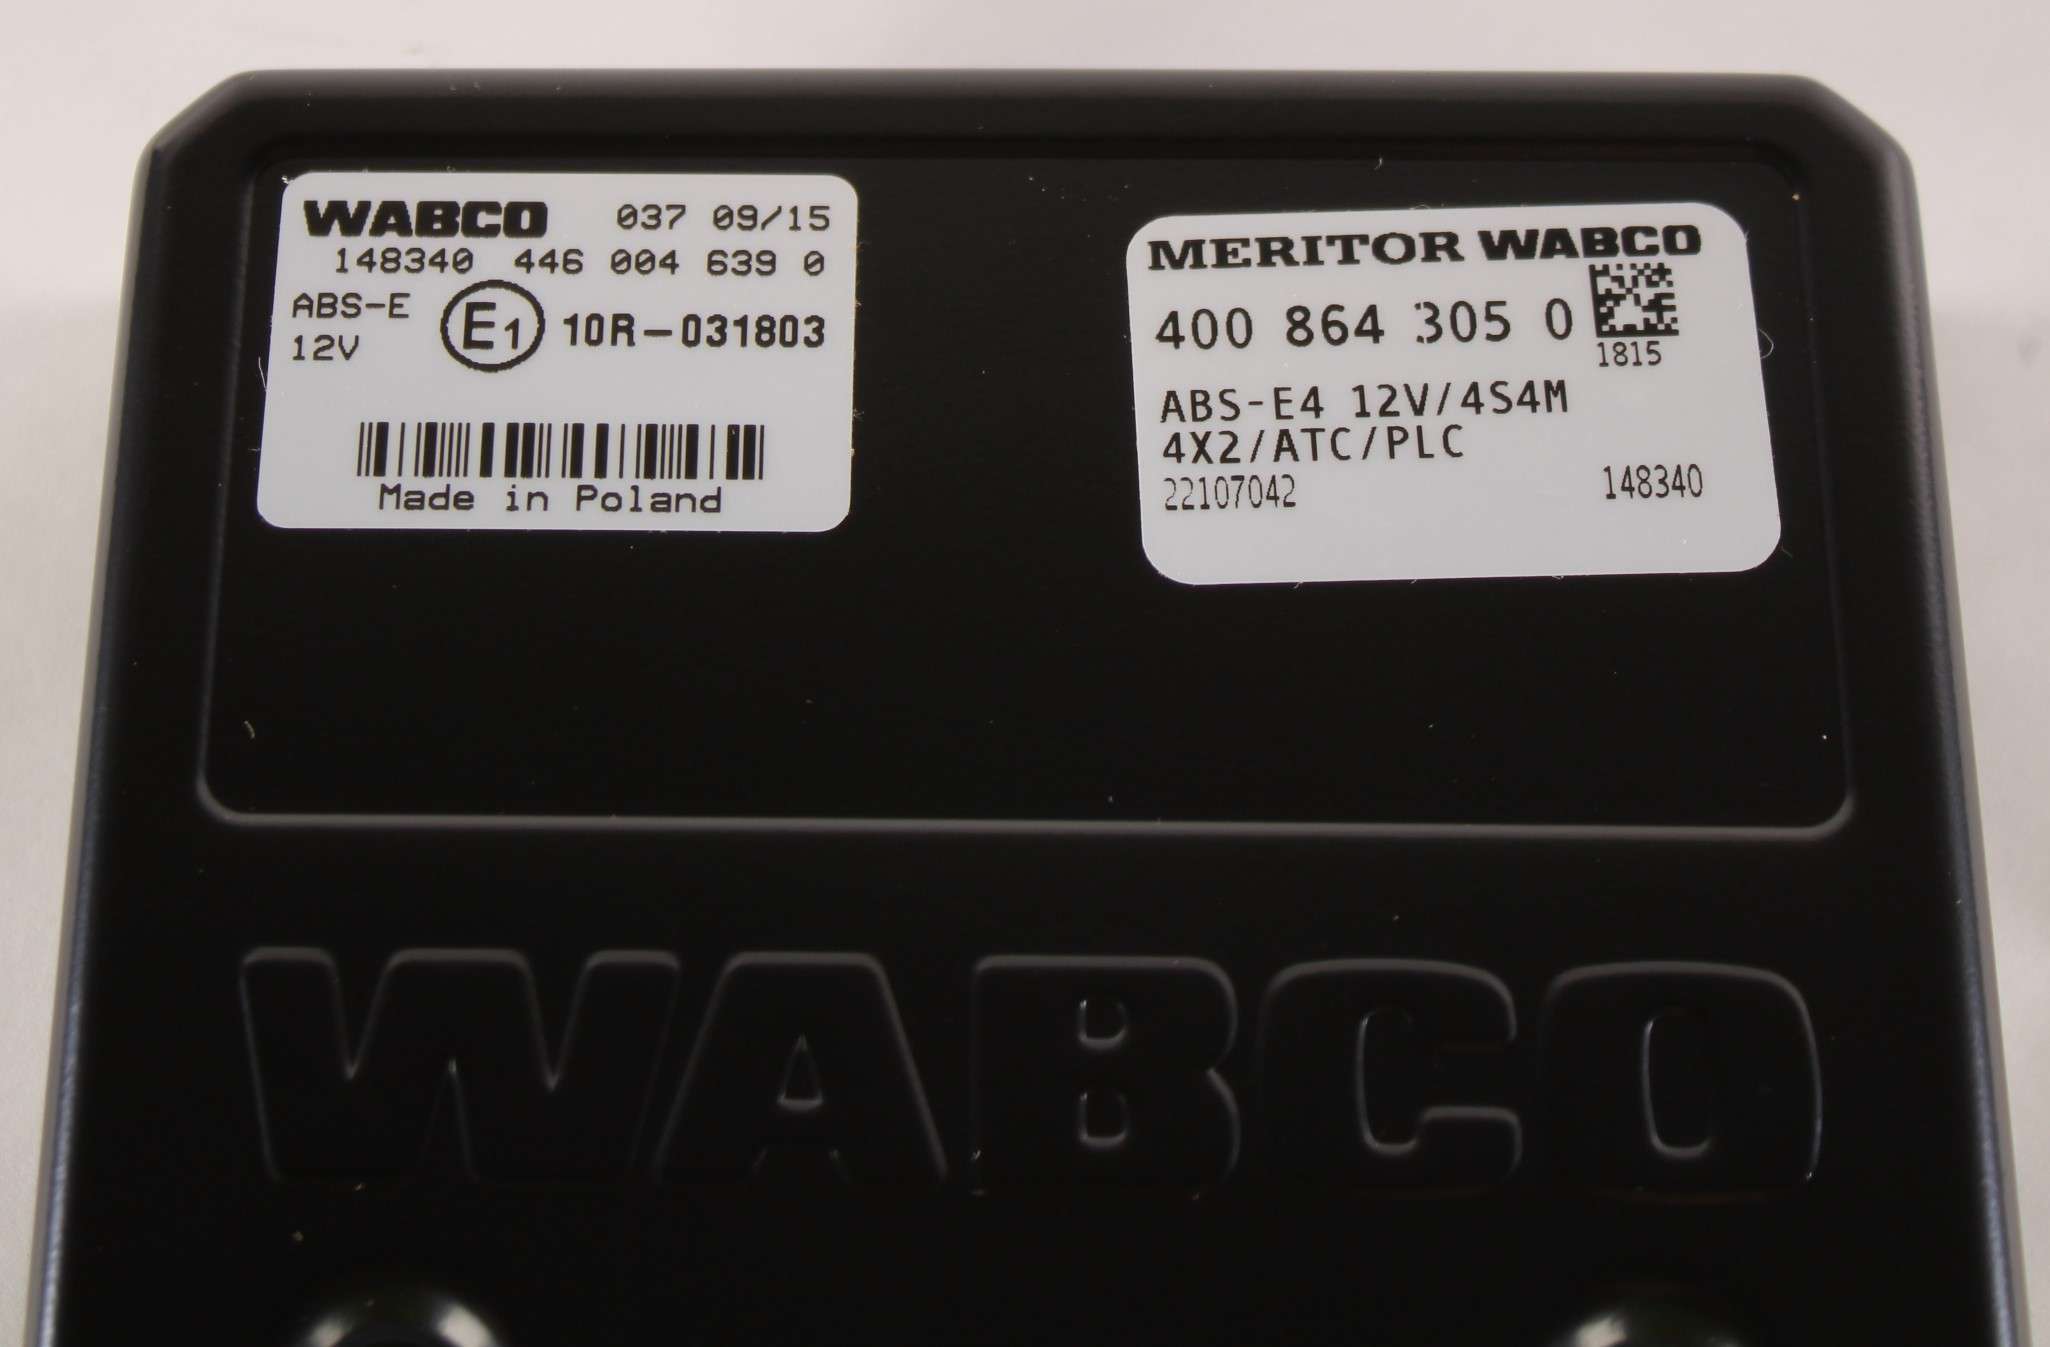 WABCO 037 09/15
148340 446 004 639 0
ABS-E
12V
E1 10R-031803
Made in Poland
MERITOR WABCO
400 864 305 0
1815
ABS-E4 12V/4S4M
4X2/ATC/PLC
22107042 148340
WABCO